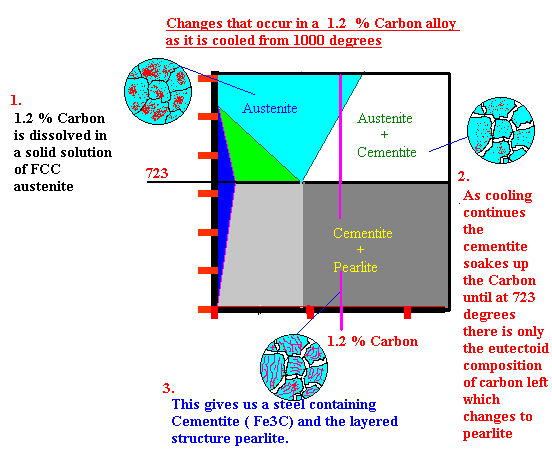 Changes that occur in a 1.2 % Carbon alloy
as it is cooled from 1000 degrees
1.
1.2 % Carbon
is dissolved in
a solid solution
of FCC
austenite
Austenite
Austenite
+
Cementite
723
Cementite
+
Pearlite
2.
As cooling
continues
the
cementite
soakes up
the Carbon
until at 723
degrees
there is only
the eutectoid
composition
of carbon left
which
changes to
pearlite
1.2 % Carbon
3.
This gives us a steel containing
Cementite ( Fe3C) and the layered
structure pearlite.